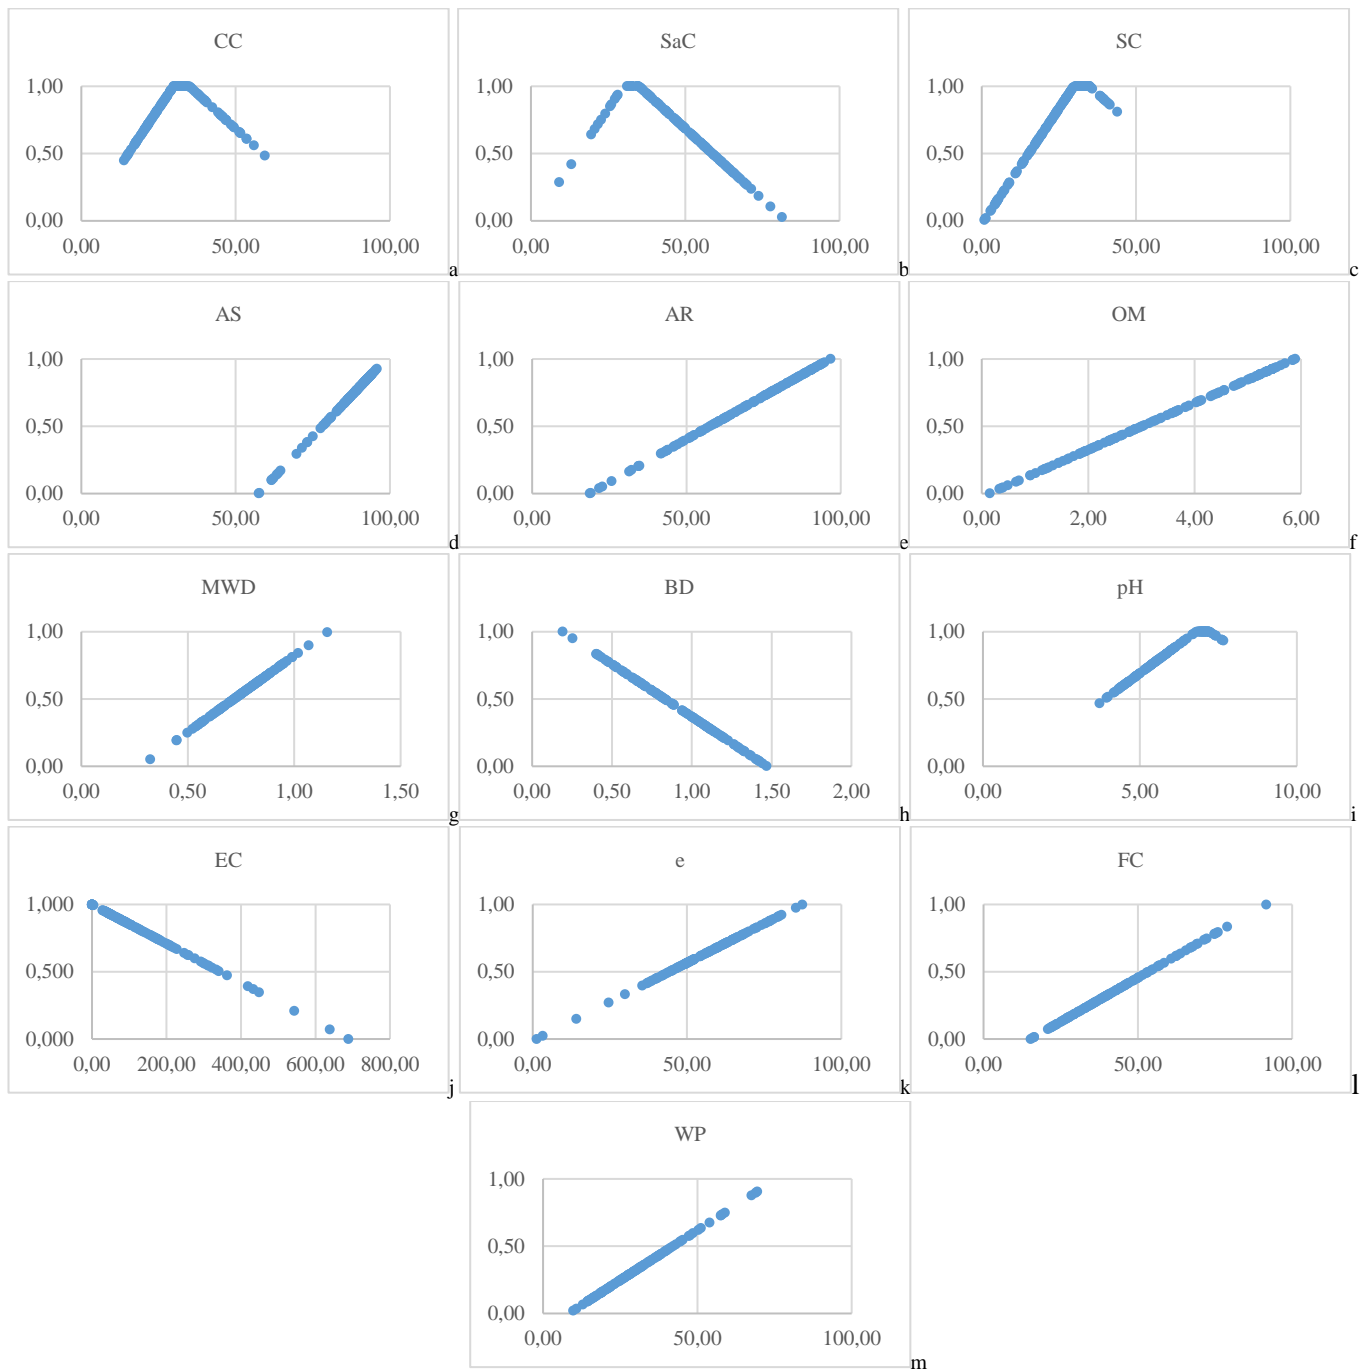 CC
1,00
0,50
0,00
0,00 50,00 100,00
a
SaC
1,00
0,50
0,00
0,00 50,00 100,00
b
SC
1,00
0,50
0,00
0,00 50,00 100,00
c
AS
1,00
0,50
0,00
0,00 50,00 100,00
d
AR
1,00
0,50
0,00
0,00 50,00 100,00
e
OM
1,00
0,50
0,00
0,00 2,00 4,00 6,00
f
MWD
1,00
0,50
0,00
0,00 0,50 1,00 1,50
g
BD
1,00
0,50
0,00
0,00 0,50 1,00 1,50 2,00
h
pH
1,00
0,50
0,00
0,00 5,00 10,00
i
EC
1,000
0,500
0,000
0,00 200,00 400,00 600,00 800,00
j
e
1,00
0,50
0,00
0,00 50,00 100,00
k
FC
1,00
0,50
0,00
0,00 50,00 100,00
l
WP
1,00
0,50
0,00
0,00 50,00 100,00
m